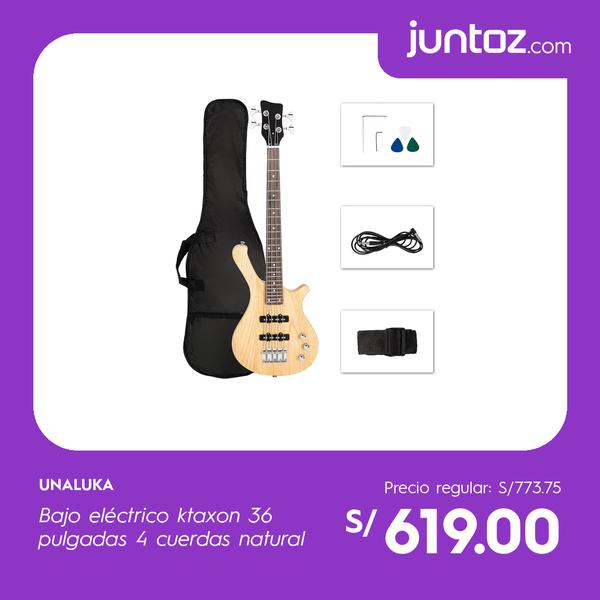 juntoz.com
UNALUKA
Bajo eléctrico ktaxon 36
pulgadas 4 cuerdas natural
Precio regular: S/773.75
S/ 619.00